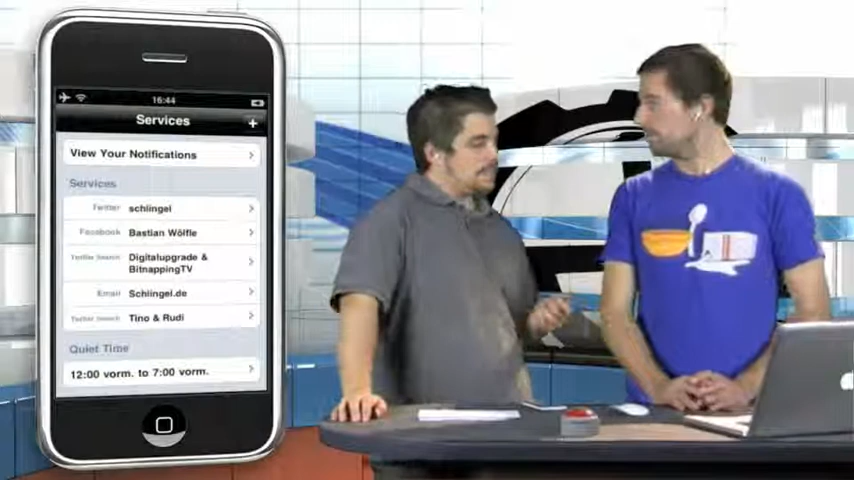 16:44
Services
+
View Your Notifications
Services
Twitter schlingel
Facebook Bastian Wölfle
Twitter Search Digitalupgrade &
BitnappingTV
Email Schlingel.de
Twitter Search Tino & Rudi
Quiet Time
12:00 vorm. to 7:00 vorm.